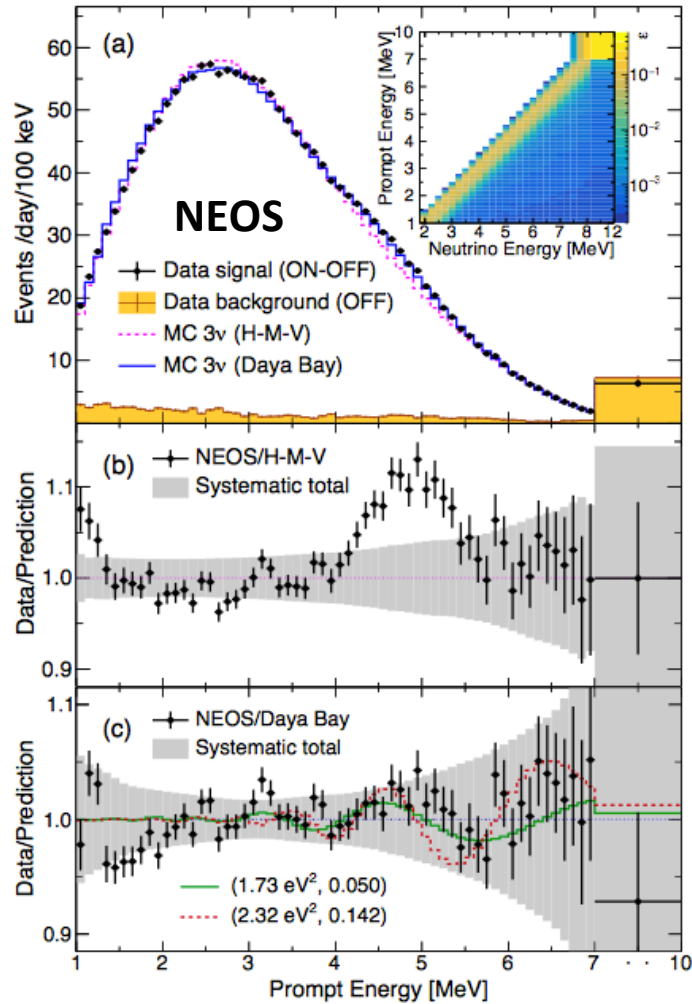 (a)
NEOS
Events /day/100 keV
60
50
40
30
20
10
Data signal (ON-OFF)
Data background (OFF)
MC 3ν (H-M-V)
MC 3ν (Daya Bay)
Prompt Energy [MeV]
10
9
8
7
6
5
4
3
2
1
2 3 4 5 6 7 8 10 12
Neutrino Energy [MeV]
ε
10⁻¹
10⁻²
10⁻³
(b)
NEOS/H-M-V
Systematic total
Data/Prediction
1.1
1.0
0.9
(c)
NEOS/Daya Bay
Systematic total
Data/Prediction
1.1
1.0
0.9
(1.73 eV², 0.050)
(2.32 eV², 0.142)
1 2 3 4 5 6 7 · · 10
Prompt Energy [MeV]